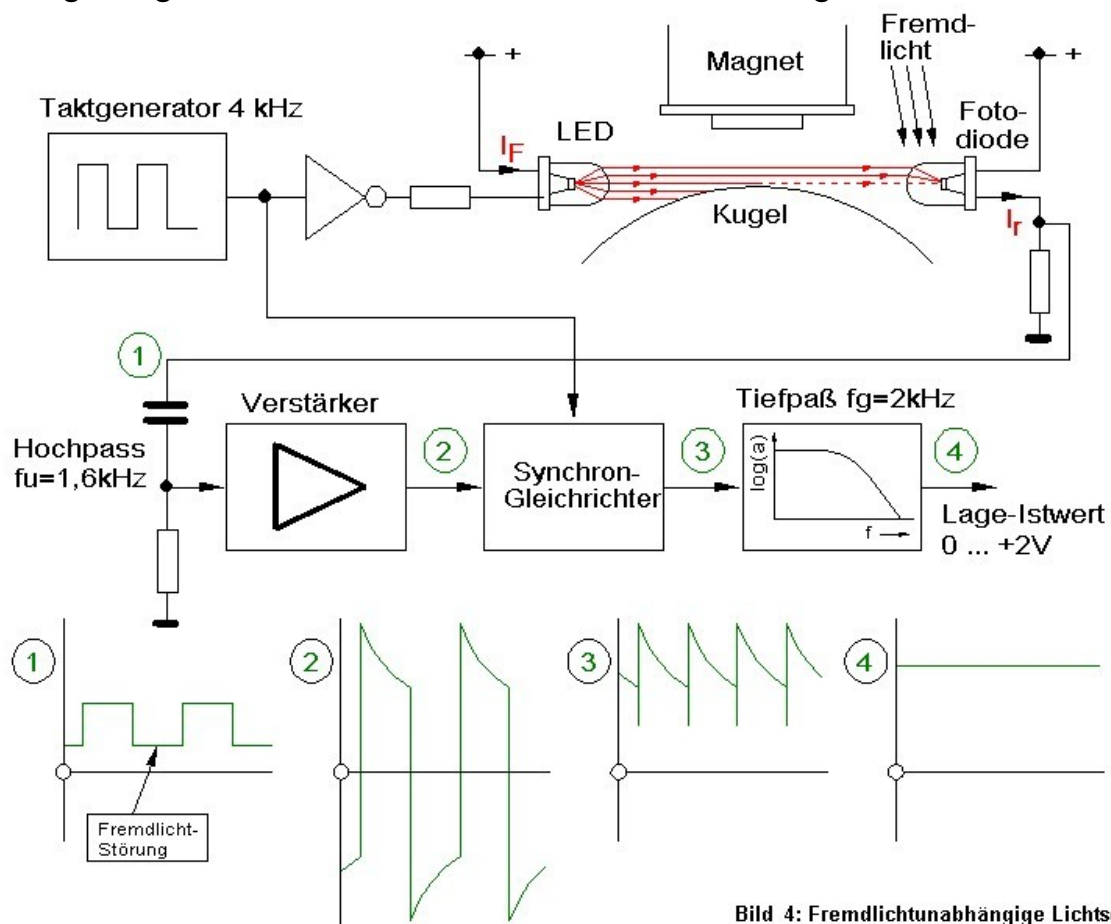 Fremd-
licht
Magnet
+
+
Taktgenerator 4 kHz
LED
Foto-
diode
IF
Kugel
Ir
1
Verstärker
Tiefpaß fg=2kHz
Hochpass
fu=1,6kHz
2
Synchron-
Gleichrichter
3
log(a)
f
4
Lage-Istwert
0 ... +2V
1
2
3
4
Fremdlicht-
Störung
Bild 4: Fremdlichtunabhängige Lichts